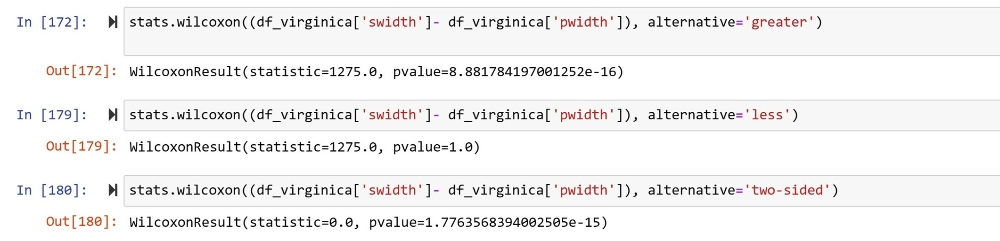 In [172]: stats.wilcoxon((df_virginica['swidth']- df_virginica['pwidth']), alternative='greater')
Out[172]: WilcoxonResult(statistic=1275.0, pvalue=8.881784197001252e-16)
In [179]: stats.wilcoxon((df_virginica['swidth']- df_virginica['pwidth']), alternative='less')
Out[179]: WilcoxonResult(statistic=1275.0, pvalue=1.0)
In [180]: stats.wilcoxon((df_virginica['swidth']- df_virginica['pwidth']), alternative='two-sided')
Out[180]: WilcoxonResult(statistic=0.0, pvalue=1.7763568394002505e-15)